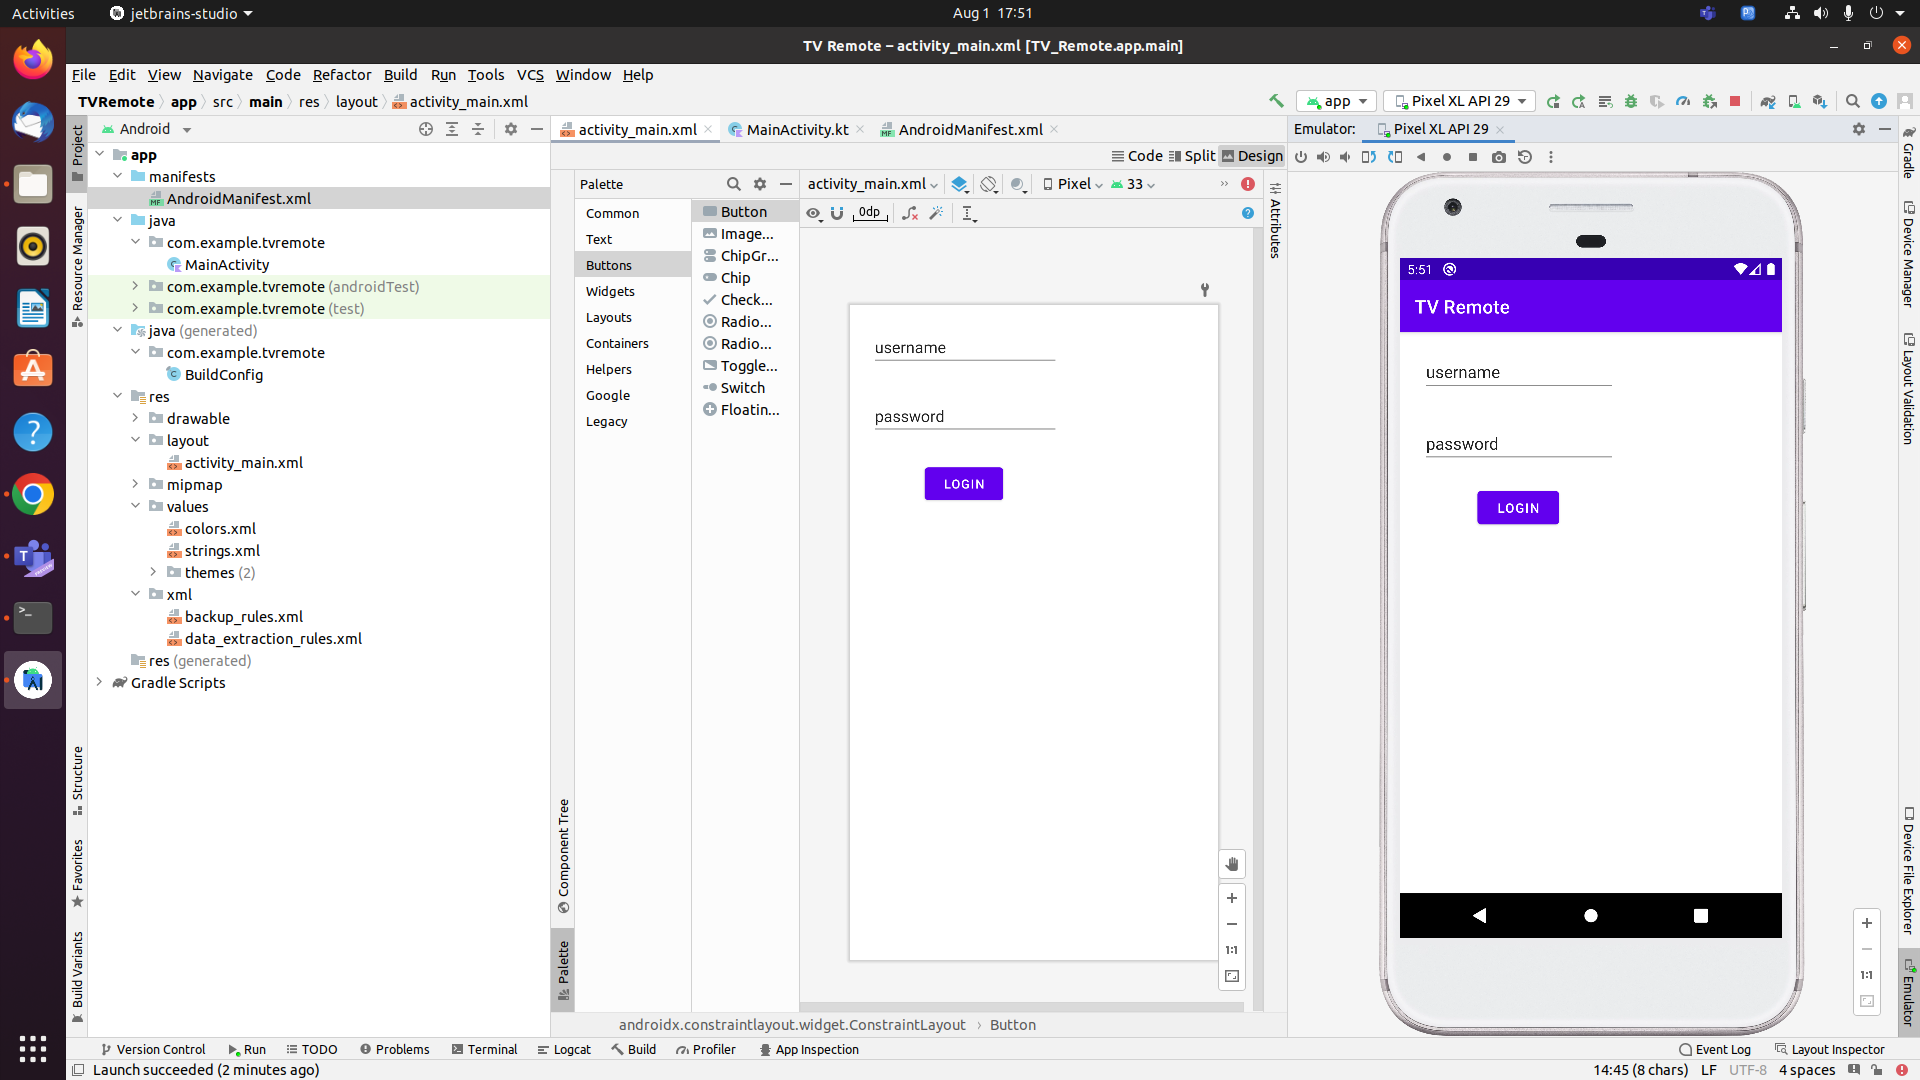 Activities jetbrains-studio Aug 1 17:51
TV Remote – activity_main.xml [TV_Remote.app.main]
File Edit View Navigate Code Refactor Build Run Tools VCS Window Help
TVRemote app src main res layout activity_main.xml app Pixel XL API 29
Project
Android
activity_main.xml MainActivity.kt AndroidManifest.xml
Emulator: Pixel XL API 29
Code Split Design
app
manifests
AndroidManifest.xml
java
com.example.tvremote
MainActivity
com.example.tvremote (androidTest)
com.example.tvremote (test)
java (generated)
com.example.tvremote
BuildConfig
res
drawable
layout
activity_main.xml
mipmap
values
colors.xml
strings.xml
themes (2)
xml
backup_rules.xml
data_extraction_rules.xml
res (generated)
Gradle Scripts
Resource Manager
Structure
Favorites
Build Variants
Palette
Common
Text
Buttons
Widgets
Layouts
Containers
Helpers
Google
Legacy
Button
Image...
ChipGr...
Chip
Check...
Radio...
Radio...
Toggle...
Switch
Floatin...
Component Tree
Palette
activity_main.xml Pixel 33
0dp
username
password
LOGIN
1:1
Attributes
androidx.constraintlayout.widget.ConstraintLayout › Button
5:51
TV Remote
username
password
LOGIN
1:1
Gradle
Device Manager
Layout Validation
Device File Explorer
Emulator
Version Control Run TODO Problems Terminal Logcat Build Profiler App Inspection Event Log Layout Inspector
Launch succeeded (2 minutes ago) 14:45 (8 chars) LF UTF-8 4 spaces